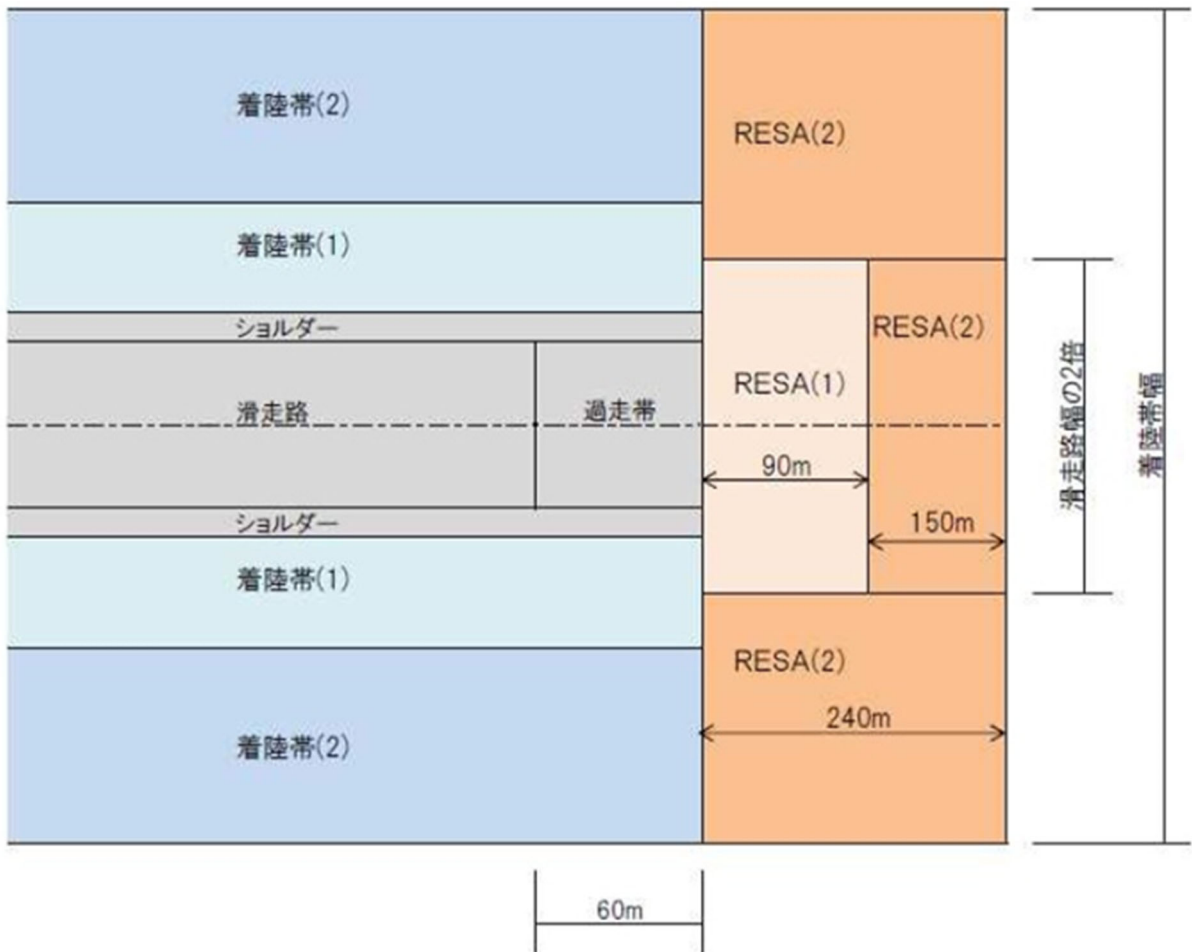 着陸帯(2)
RESA(2)
着陸帯(1)
ショルダー
RESA(2)
滑走路
過走帯
RESA(1)
90m
150m
滑走路幅の2倍
着陸帯幅
ショルダー
着陸帯(1)
RESA(2)
240m
着陸帯(2)
60m